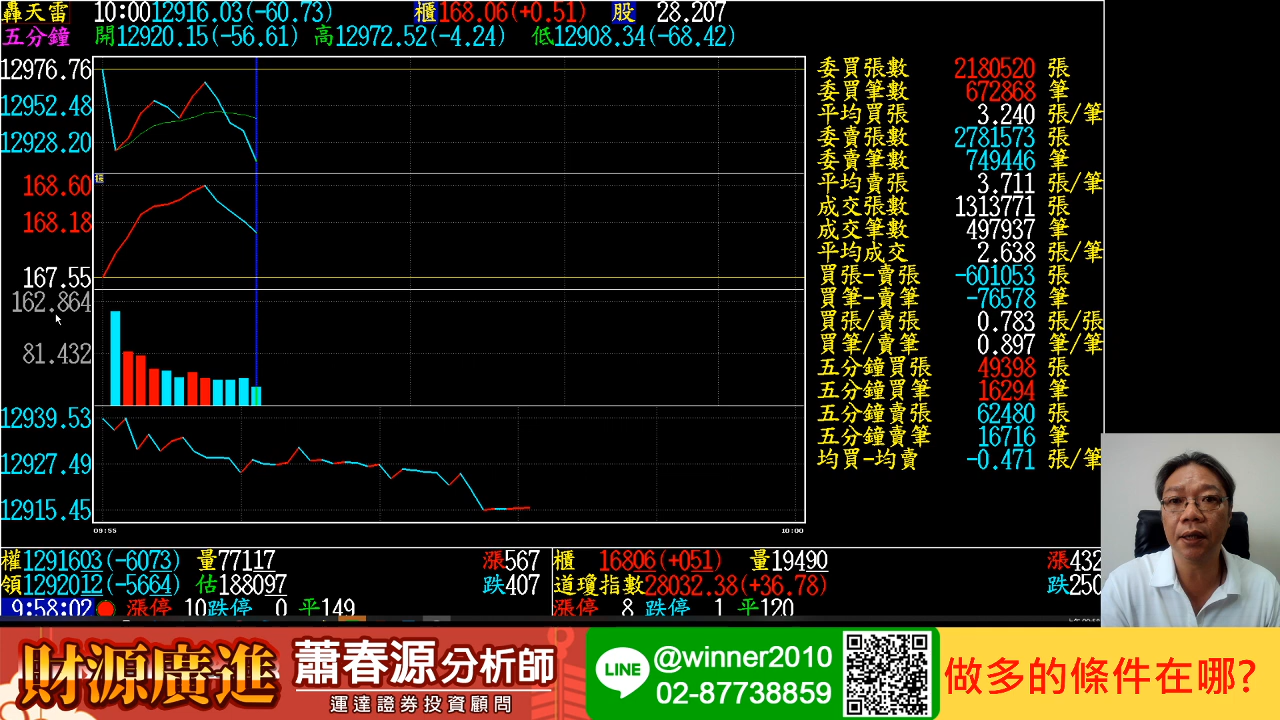 轟天雷 10:00 12916.03(-60.73) 櫃168.06(+0.51) 股 28.207
五分鐘 開12920.15(-56.61) 高12972.52(-4.24) 低12908.34(-68.42)
12976.76
12952.48
12928.20
168.60
168.18
167.55
162.864
81.432
12939.53
12927.49
12915.45
09:55 10:00
委買張數 2180520 張
委買筆數 672868 筆
平均買張 3.240 張/筆
委賣張數 2781573 張
委賣筆數 749446 筆
平均賣張 3.711 張/筆
成交張數 1313771 張
成交筆數 497937 筆
平均成交 2.638 張/筆
買張-賣張 -601053 張
買筆-賣筆 -76578 筆
買張/賣張 0.783 張/張
買筆/賣筆 0.897 筆/筆
五分鐘買張 49398 張
五分鐘買筆 16294 筆
五分鐘賣張 62480 張
五分鐘賣筆 16716 筆
均買-均賣 -0.471 張/筆
權1291603(-6073) 量77117 漲567 櫃 16806(+051) 量19490 漲432
領1292012(-5664) 估188097 跌407 道瓊指數28032.38(+36.78) 跌250
9:58:02 漲停 10跌停 0 平149 漲停 8 跌停 1 平120
財源廣進
蕭春源分析師
運達證券投資顧問
LINE
@winner2010
02-87738859
做多的條件在哪?